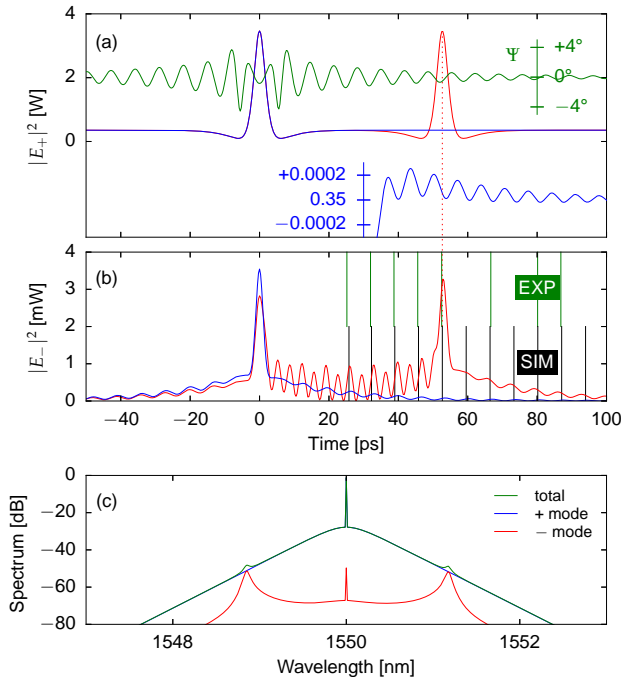 4
(a)
Ψ
+4°
0°
−4°
2
0
|E₊|² [W]
+0.0002
0.35
−0.0002
4
(b)
3
EXP
2
1
SIM
0
|E₋|² [mW]
−40
−20
0
20
40
60
80
100
Time [ps]
0
(c)
total
+ mode
− mode
−20
−40
−60
−80
Spectrum [dB]
1548
1550
1552
Wavelength [nm]